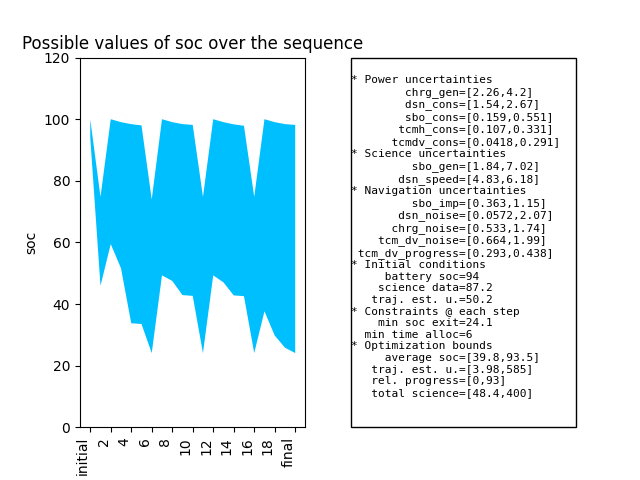 Possible values of soc over the sequence
120
100
80
60
40
20
0
soc
initial
2
4
6
8
10
12
14
16
18
final
* Power uncertainties
chrg_gen=[2.26,4.2]
dsn_cons=[1.54,2.67]
sbo_cons=[0.159,0.551]
tcmh_cons=[0.107,0.331]
tcmdv_cons=[0.0418,0.291]
* Science uncertainties
sbo_gen=[1.84,7.02]
dsn_speed=[4.83,6.18]
* Navigation uncertainties
sbo_imp=[0.363,1.15]
dsn_noise=[0.0572,2.07]
chrg_noise=[0.533,1.74]
tcm_dv_noise=[0.664,1.99]
tcm_dv_progress=[0.293,0.438]
* Initial conditions
battery soc=94
science data=87.2
traj. est. u.=50.2
* Constraints @ each step
min soc exit=24.1
min time alloc=6
* Optimization bounds
average soc=[39.8,93.5]
traj. est. u.=[3.98,585]
rel. progress=[0,93]
total science=[48.4,400]